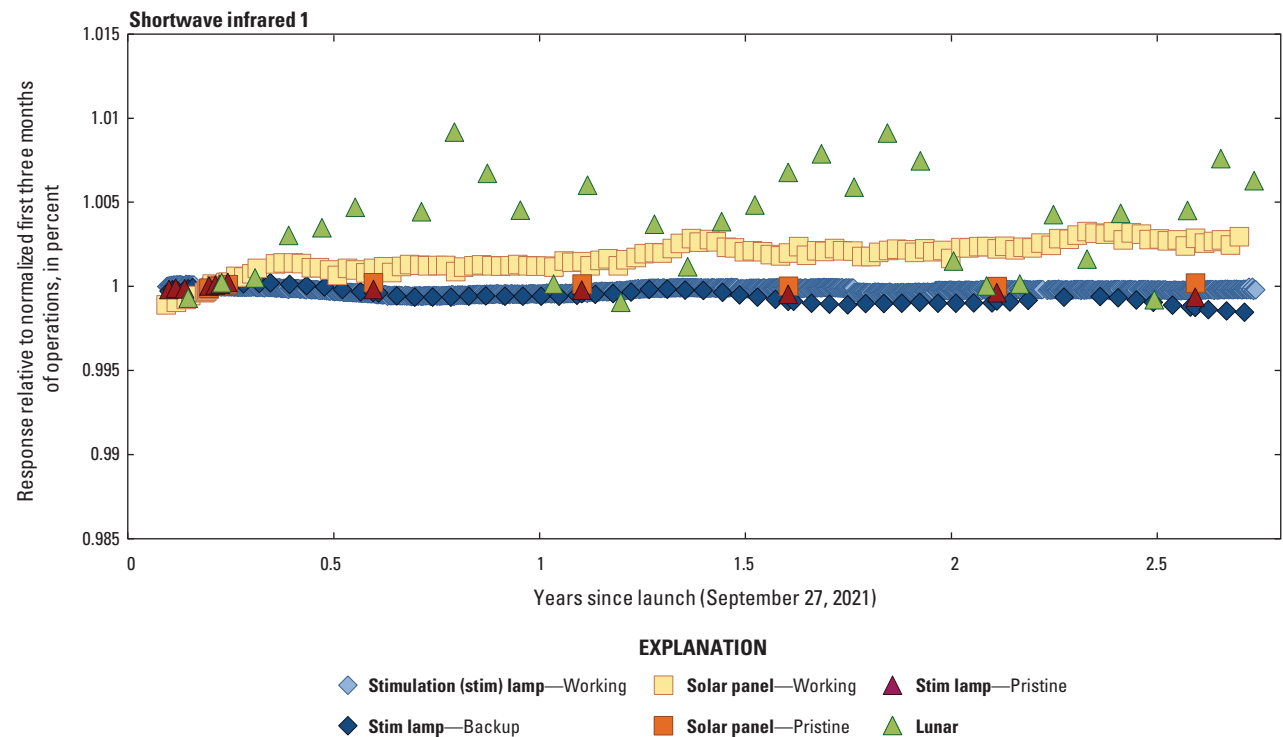 Shortwave infrared 1
Response relative to normalized first three months
of operations, in percent
1.015
1.01
1.005
1
0.995
0.99
0.985
0 0.5 1 1.5 2 2.5
Years since launch (September 27, 2021)
EXPLANATION
Stimulation (stim) lamp—Working Solar panel—Working Stim lamp—Pristine
Stim lamp—Backup Solar panel—Pristine Lunar